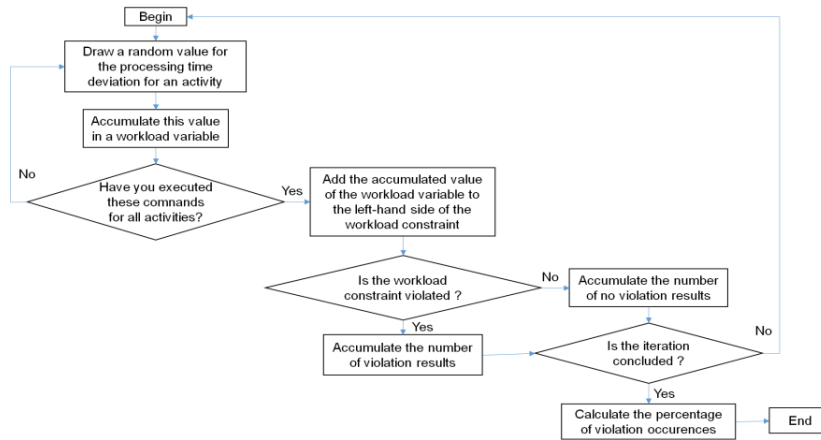 Begin
Draw a random value for
the processing time
deviation for an activity
Accumulate this value
in a workload variable
No
Have you executed
these commands
for all activities?
Yes
Add the accumulated value
of the workload variable to
the left-hand side of the
workload constraint
Is the workload
constraint violated ?
No
Accumulate the number
of no violation results
Yes
Accumulate the number
of violation results
Is the iteration
concluded ?
No
Yes
Calculate the percentage
of violation occurences
End